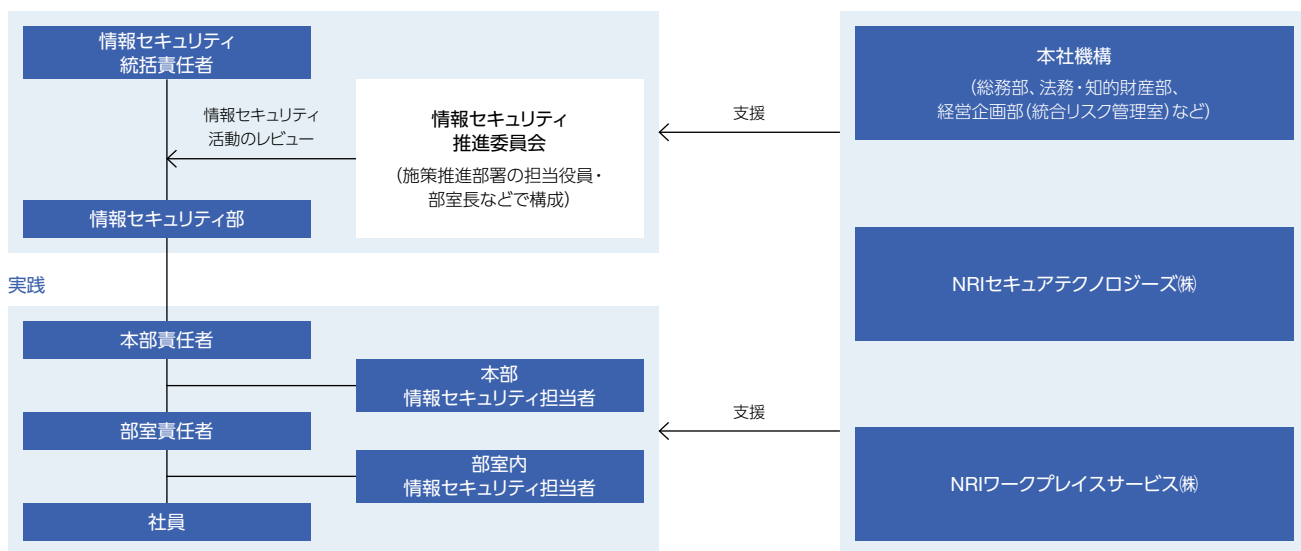 情報セキュリティ
統括責任者
情報セキュリティ
活動のレビュー
情報セキュリティ
推進委員会
（施策推進部署の担当役員・
部室長などで構成）
情報セキュリティ部
支援
本社機構
（総務部、法務・知的財産部、
経営企画部（統合リスク管理室）など）
NRIセキュアテクノロジーズ㈱
NRIワークプレイスサービス㈱
実践
本部責任者
本部
情報セキュリティ担当者
部室責任者
部室内
情報セキュリティ担当者
社員
支援